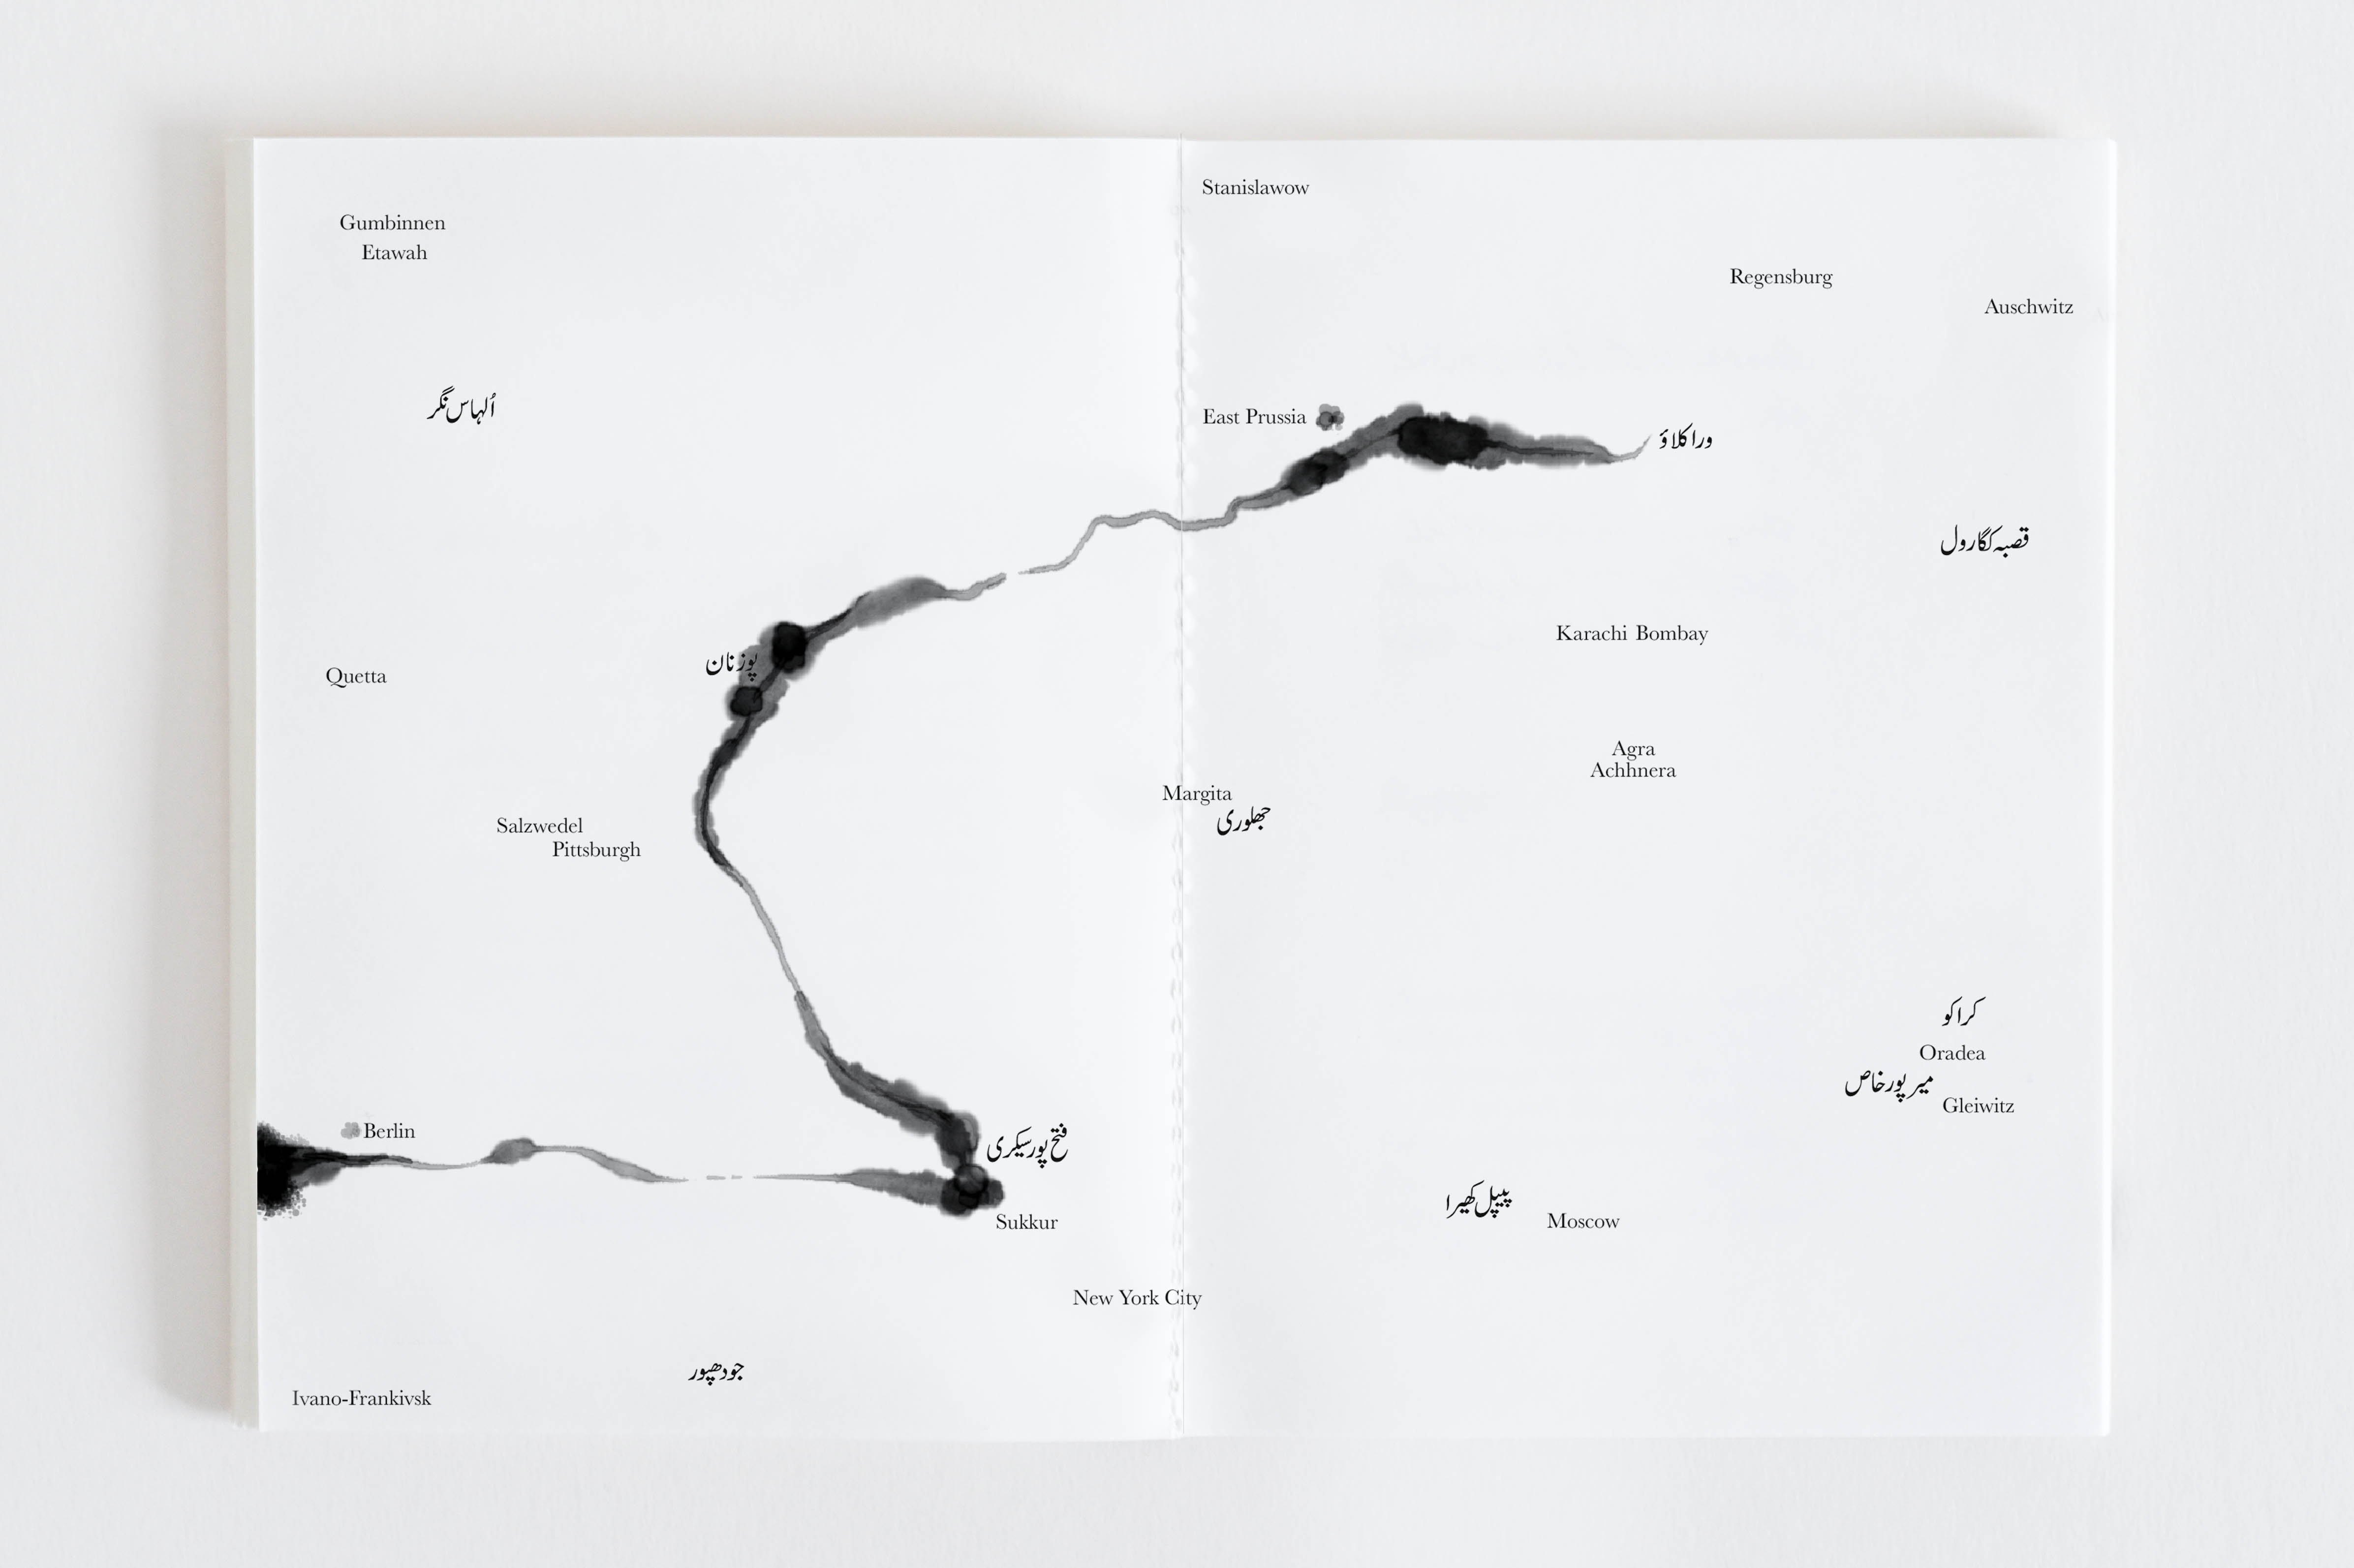 Gumbinnen
Etawah
اُلہاس نگر
Quetta
پوزنان
Salzwedel
Pittsburgh
Berlin
فتح پور سیکری
Sukkur
New York City
جودھپور
Ivano-Frankivsk
Stanislawow
Regensburg
Auschwitz
East Prussia
وراکلاؤ
قصبہ کگارول
Karachi Bombay
Agra
Achhnera
Margita
جھلوری
کراکو
Oradea
میر پور خاص
Gleiwitz
پیپل کھیرا
Moscow